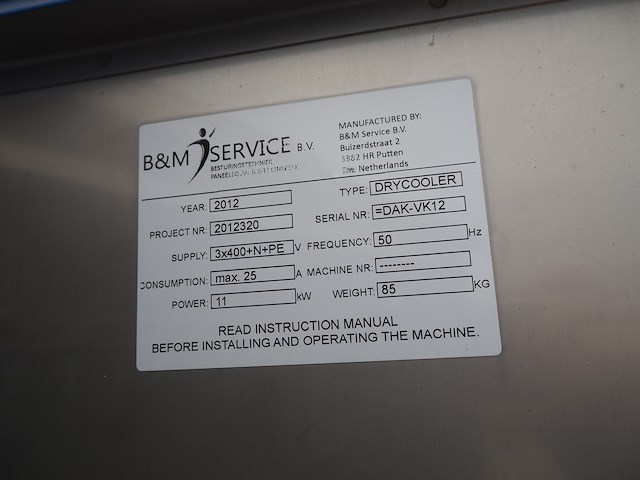 B&M SERVICE B.V.
BESTURINGSTECHNIEK
PANEELBOUW
MANUFACTURED BY:
B&M Service B.V.
Buizerdstraat 2
3882 HR Putten
The Netherlands
YEAR: 2012
TYPE: DRYCOOLER
PROJECT NR: 2012320
SERIAL NR: =DAK-VK12
SUPPLY: 3x400+N+PE V
FREQUENCY: 50 Hz
CONSUMPTION: max. 25 A
MACHINE NR: --------
POWER: 11 kW
WEIGHT: 85 KG
READ INSTRUCTION MANUAL
BEFORE INSTALLING AND OPERATING THE MACHINE.